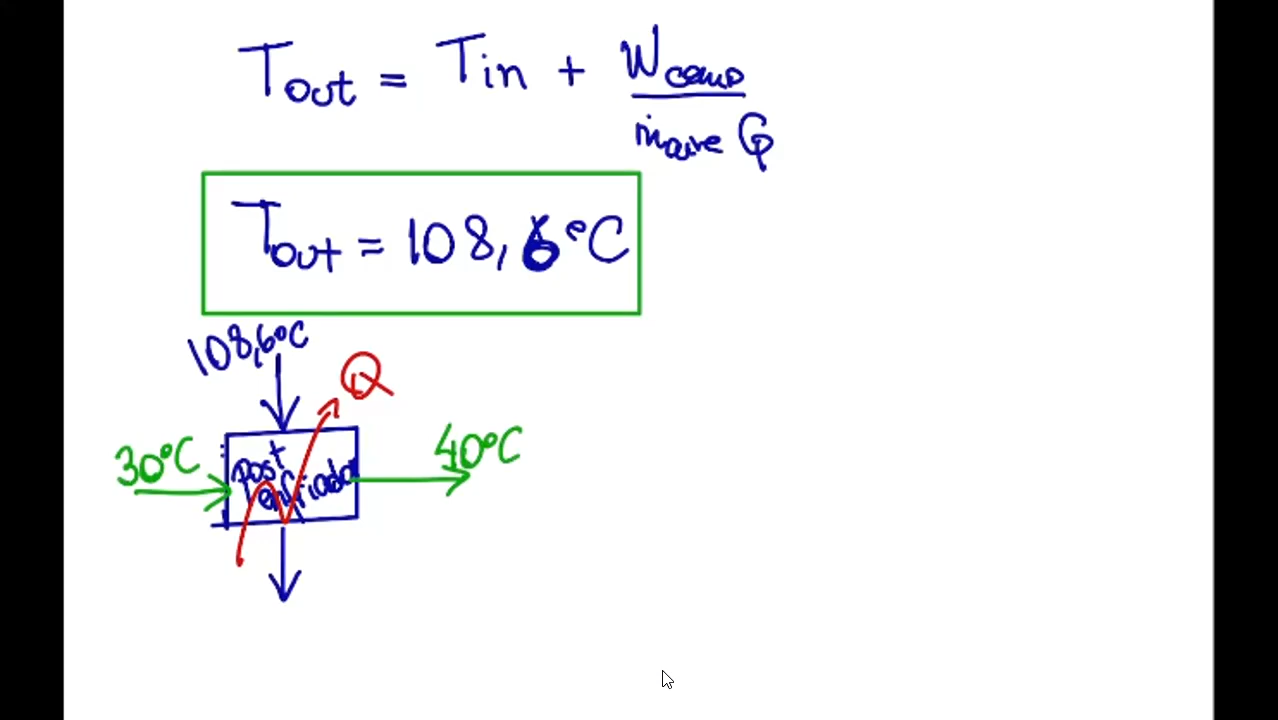 Tout = Tin + Wcomp / ṁaire Cp
Tout = 108,6°C
108,6°C
Q
30°C
40°C
post
enfriador